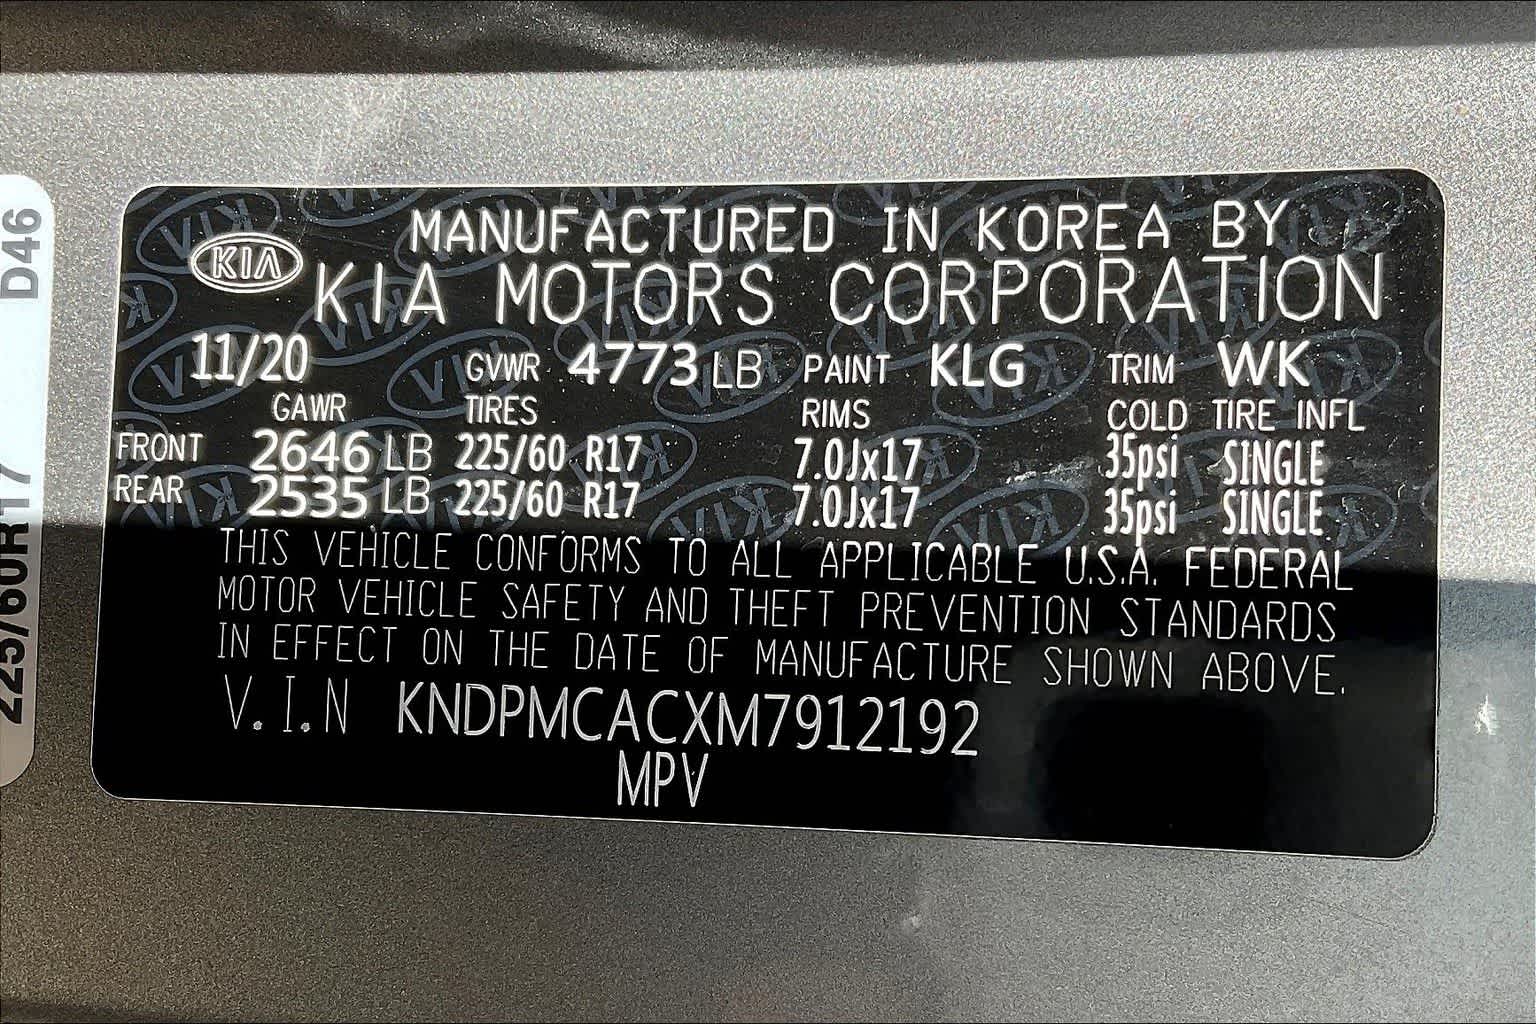 MANUFACTURED IN KOREA BY
KIA
KIA MOTORS CORPORATION
11/20 GVWR 4773 LB PAINT KLG TRIM WK
GAWR TIRES RIMS COLD TIRE INFL
FRONT 2646 LB 225/60 R17 7.0Jx17 35psi SINGLE
REAR 2535 LB 225/60 R17 7.0Jx17 35psi SINGLE
THIS VEHICLE CONFORMS TO ALL APPLICABLE U.S.A. FEDERAL
MOTOR VEHICLE SAFETY AND THEFT PREVENTION STANDARDS
IN EFFECT ON THE DATE OF MANUFACTURE SHOWN ABOVE.
V.I.N KNDPMCACXM7912192
MPV
225/60R17 D46